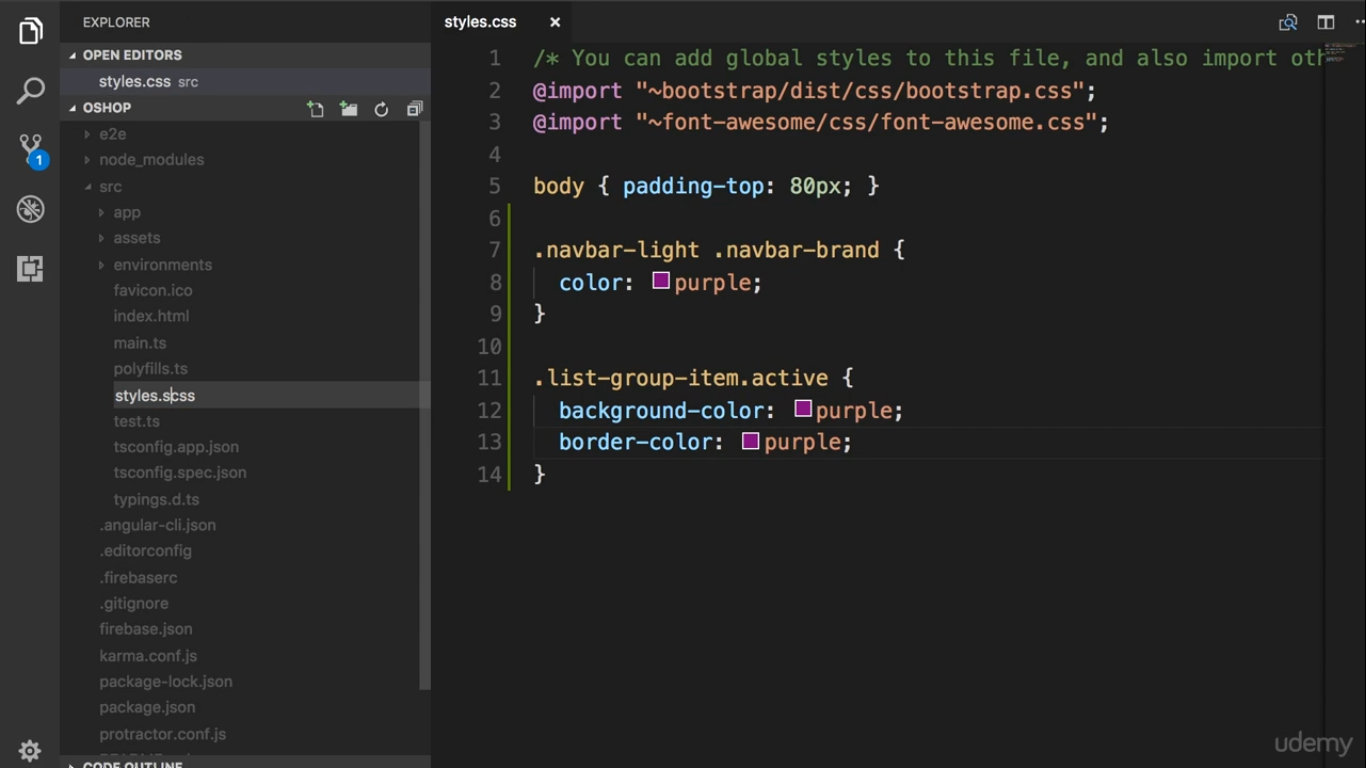 EXPLORER
OPEN EDITORS
styles.css src
OSHOP
e2e
node_modules
src
app
assets
environments
favicon.ico
index.html
main.ts
polyfills.ts
styles.scss
test.ts
tsconfig.app.json
tsconfig.spec.json
typings.d.ts
.angular-cli.json
.editorconfig
.firebaserc
.gitignore
firebase.json
karma.conf.js
package-lock.json
package.json
protractor.conf.js
CODE OUTLINE
1
styles.css
1 /* You can add global styles to this file, and also import oth
2 @import "~bootstrap/dist/css/bootstrap.css";
3 @import "~font-awesome/css/font-awesome.css";
4
5 body { padding-top: 80px; }
6
7 .navbar-light .navbar-brand {
8 color: purple;
9 }
10
11 .list-group-item.active {
12 background-color: purple;
13 border-color: purple;
14 }
udemy